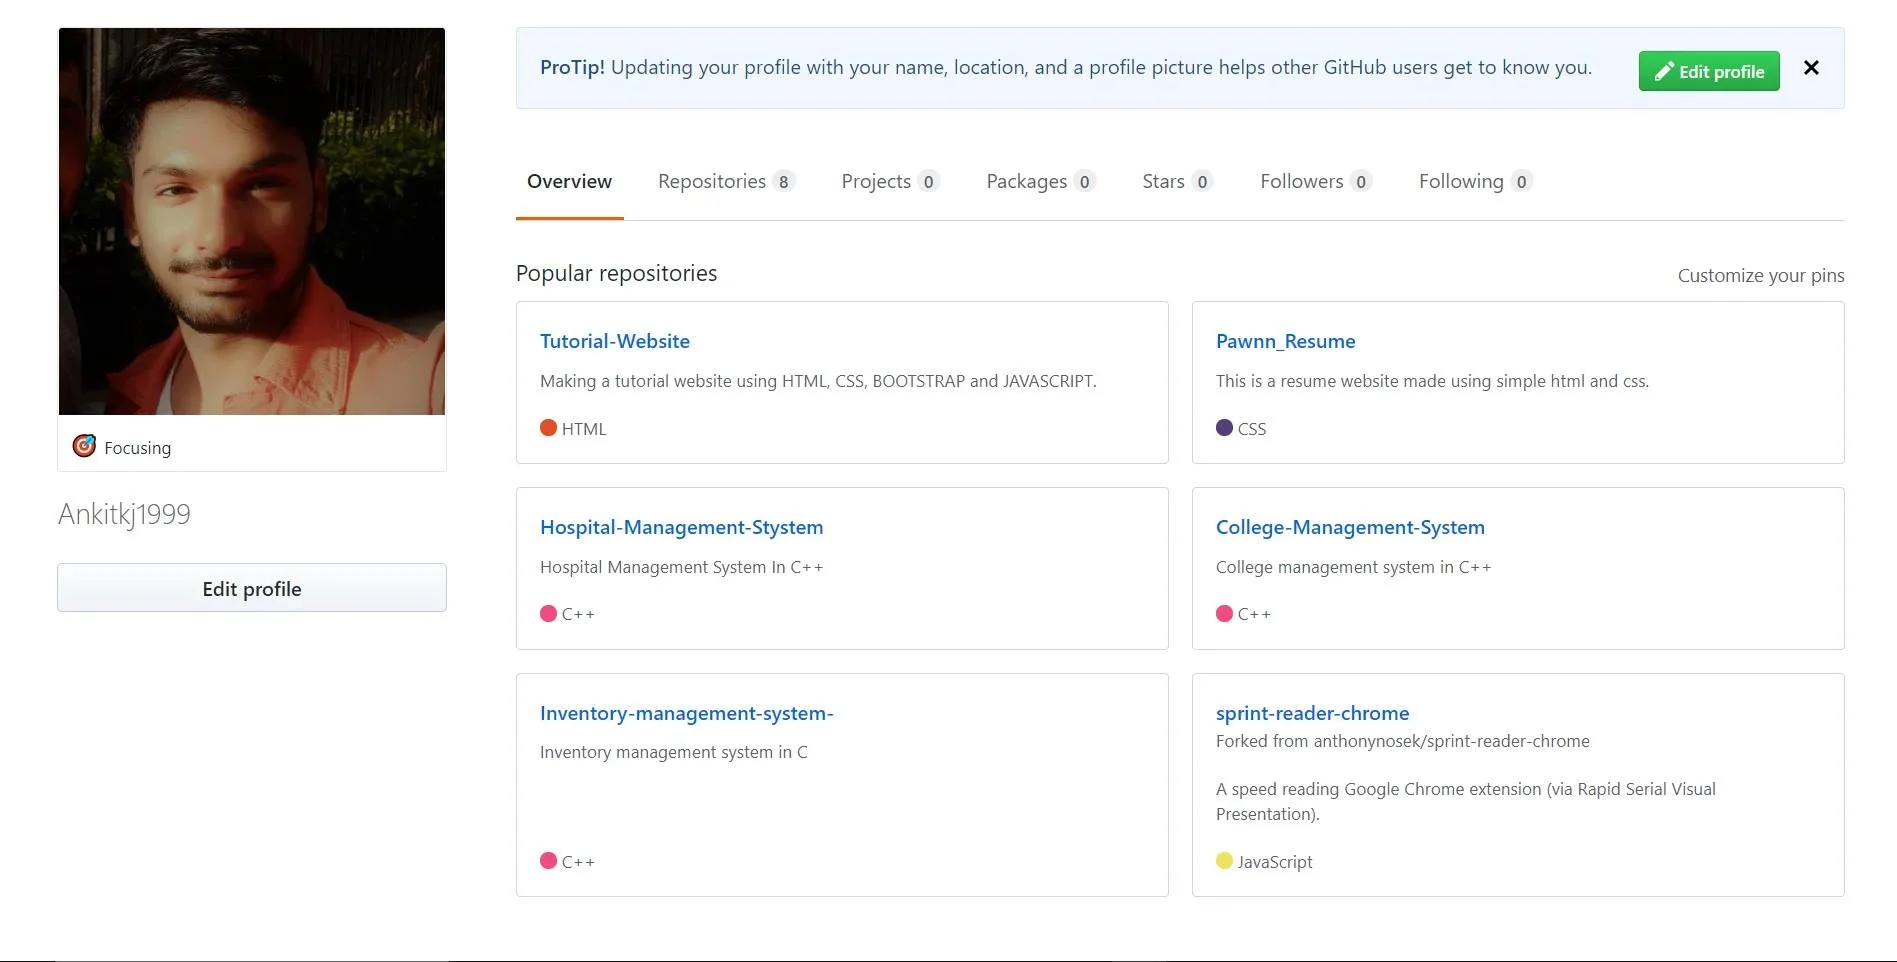 ProTip! Updating your profile with your name, location, and a profile picture helps other GitHub users get to know you.
Edit profile
Overview Repositories 8 Projects 0 Packages 0 Stars 0 Followers 0 Following 0
Focusing
Ankitkj1999
Edit profile
Popular repositories
Customize your pins
Tutorial-Website
Making a tutorial website using HTML, CSS, BOOTSTRAP and JAVASCRIPT.
HTML
Pawnn_Resume
This is a resume website made using simple html and css.
CSS
Hospital-Management-Stystem
Hospital Management System In C++
C++
College-Management-System
College management system in C++
C++
Inventory-management-system-
Inventory management system in C
C++
sprint-reader-chrome
Forked from anthonynosek/sprint-reader-chrome
A speed reading Google Chrome extension (via Rapid Serial Visual
Presentation).
JavaScript